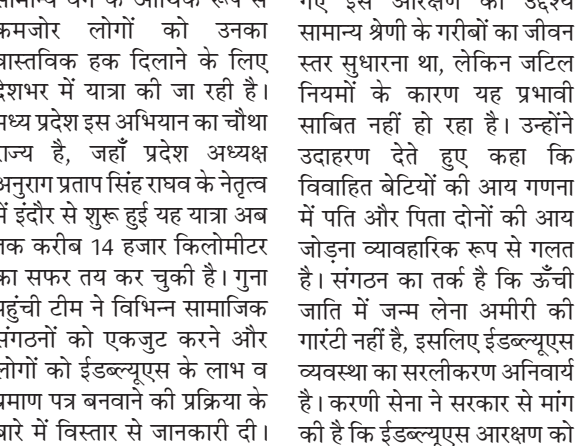 सामान्य वर्ग के आर्थिक रूप से
कमजोर लोगों को उनका
वास्तविक हक दिलाने के लिए
देशभर में यात्रा की जा रही है।
मध्य प्रदेश इस अभियान का चौथा
राज्य है, जहाँ प्रदेश अध्यक्ष
अनुराग प्रताप सिंह राघव के नेतृत्व
में इंदौर से शुरू हुई यह यात्रा अब
तक करीब 14 हजार किलोमीटर
का सफर तय कर चुकी है। गुना
पहुंची टीम ने विभिन्न सामाजिक
संगठनों को एकजुट करने और
लोगों को ईडब्ल्यूएस के लाभ व
प्रमाण पत्र बनवाने की प्रक्रिया के
बारे में विस्तार से जानकारी दी।
गए इस आरक्षण का उद्देश्य
सामान्य श्रेणी के गरीबों का जीवन
स्तर सुधारना था, लेकिन जटिल
नियमों के कारण यह प्रभावी
साबित नहीं हो रहा है। उन्होंने
उदाहरण देते हुए कहा कि
विवाहित बेटियों की आय गणना
में पति और पिता दोनों की आय
जोड़ना व्यावहारिक रूप से गलत
है। संगठन का तर्क है कि ऊँची
जाति में जन्म लेना अमीरी की
गारंटी नहीं है, इसलिए ईडब्ल्यूएस
व्यवस्था का सरलीकरण अनिवार्य
है। करणी सेना ने सरकार से मांग
की है कि ईडब्ल्यूएस आरक्षण को